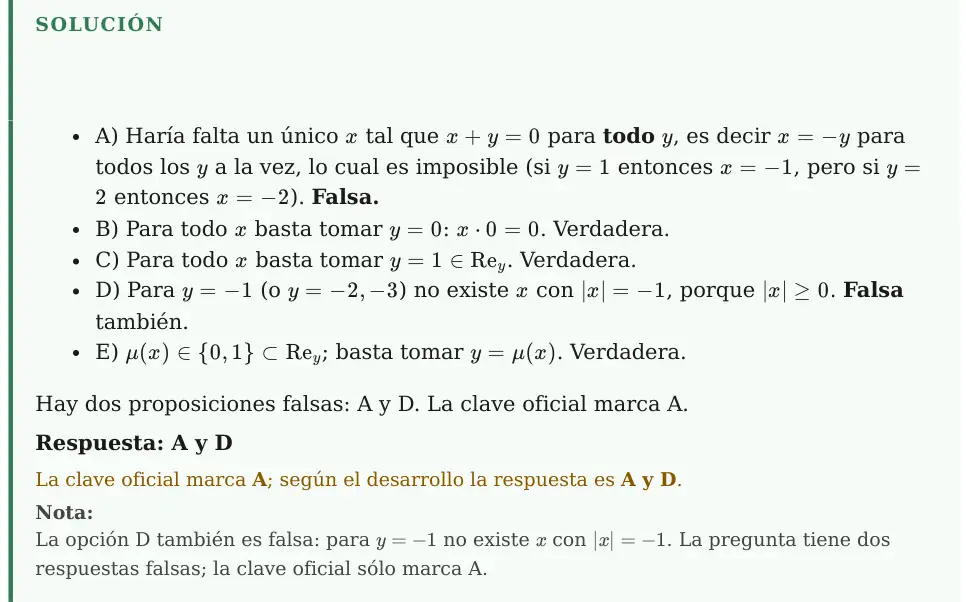 SOLUCIÓN
• A) Haría falta un único x tal que x + y = 0 para todo y, es decir x = −y para
todos los y a la vez, lo cual es imposible (si y = 1 entonces x = −1, pero si y =
2 entonces x = −2). Falsa.
• B) Para todo x basta tomar y = 0: x · 0 = 0. Verdadera.
• C) Para todo x basta tomar y = 1 ∈ Re_y. Verdadera.
• D) Para y = −1 (o y = −2, −3) no existe x con |x| = −1, porque |x| ≥ 0. Falsa
también.
• E) μ(x) ∈ {0, 1} ⊂ Re_y; basta tomar y = μ(x). Verdadera.
Hay dos proposiciones falsas: A y D. La clave oficial marca A.
Respuesta: A y D
La clave oficial marca A; según el desarrollo la respuesta es A y D.
Nota:
La opción D también es falsa: para y = −1 no existe x con |x| = −1. La pregunta tiene dos
respuestas falsas; la clave oficial sólo marca A.